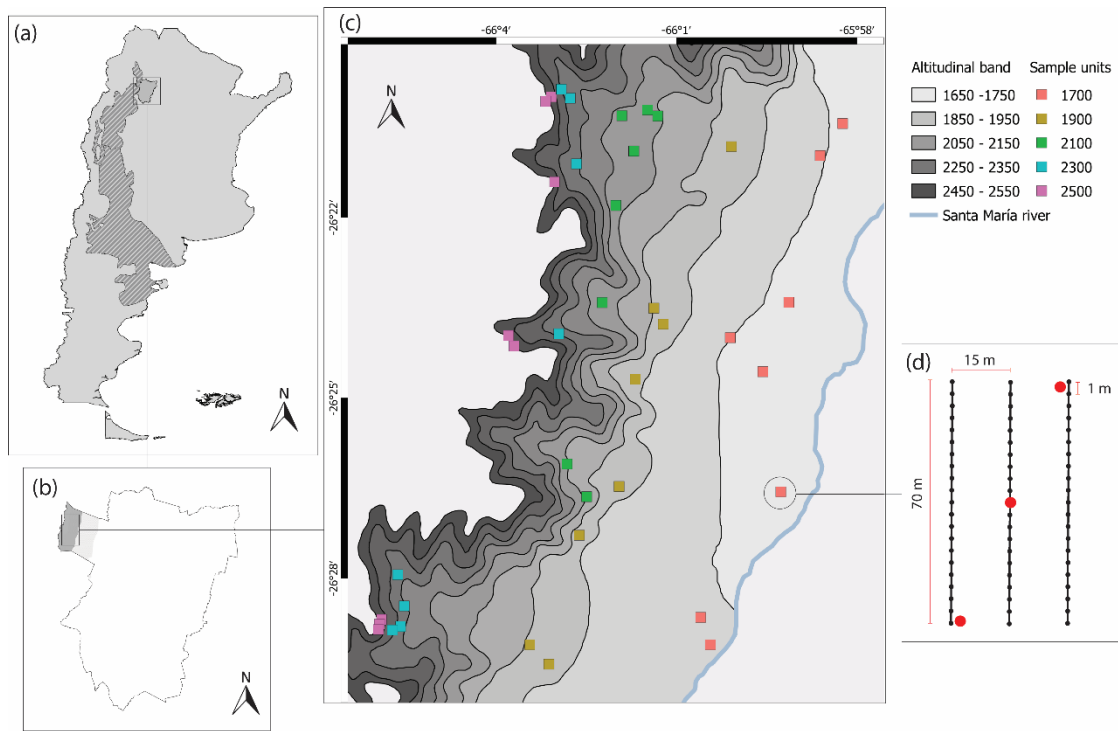 (a)
N
(b)
N
(c)
-66°4'
-66°1'
-65°58'
N
-26°22'
-26°25'
-26°28'
Altitudinal band
Sample units
1650 -1750
1700
1850 - 1950
1900
2050 - 2150
2100
2250 - 2350
2300
2450 - 2550
2500
Santa María river
(d)
15 m
1 m
70 m